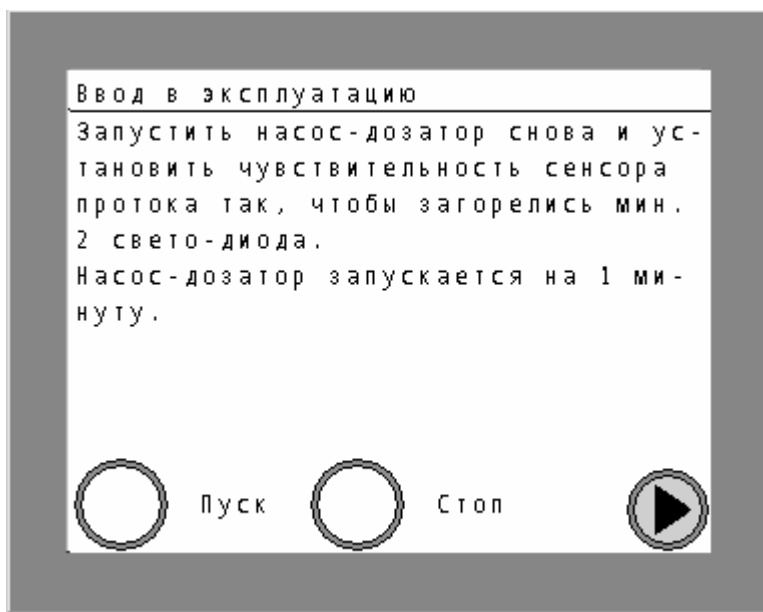 Ввод в эксплуатацию
Запустить насос-дозатор снова и ус-
тановить чувствительность сенсора
протока так, чтобы загорелись мин.
2 свето-диода.
Насос-дозатор запускается на 1 ми-
нуту.
Пуск Стоп